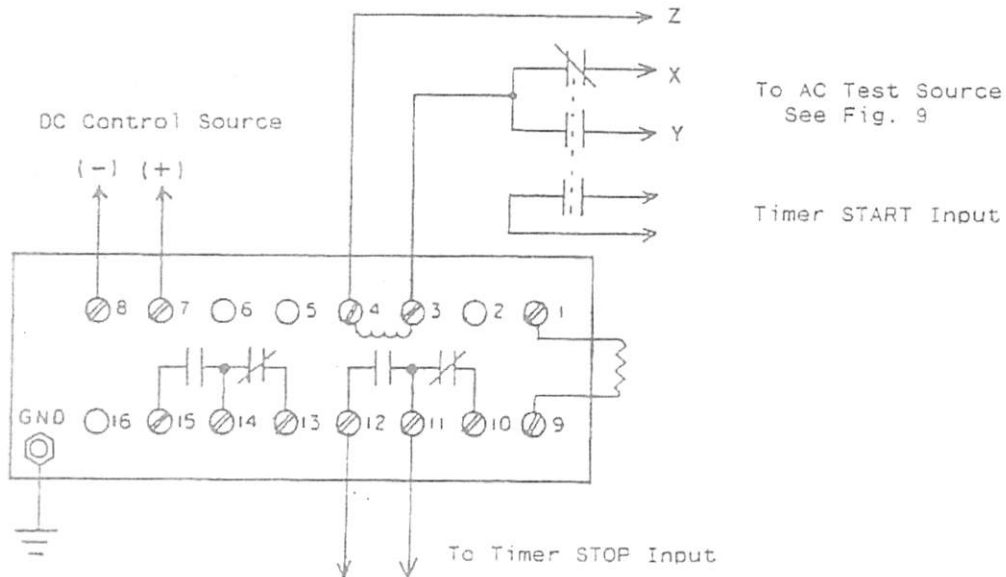 Z
X
To AC Test Source
See Fig. 9
Y
DC Control Source
(-) (+)
Timer START Input
8 7 6 5 4 3 2 1
GND
16 15 14 13 12 11 10 9
To Timer STOP Input